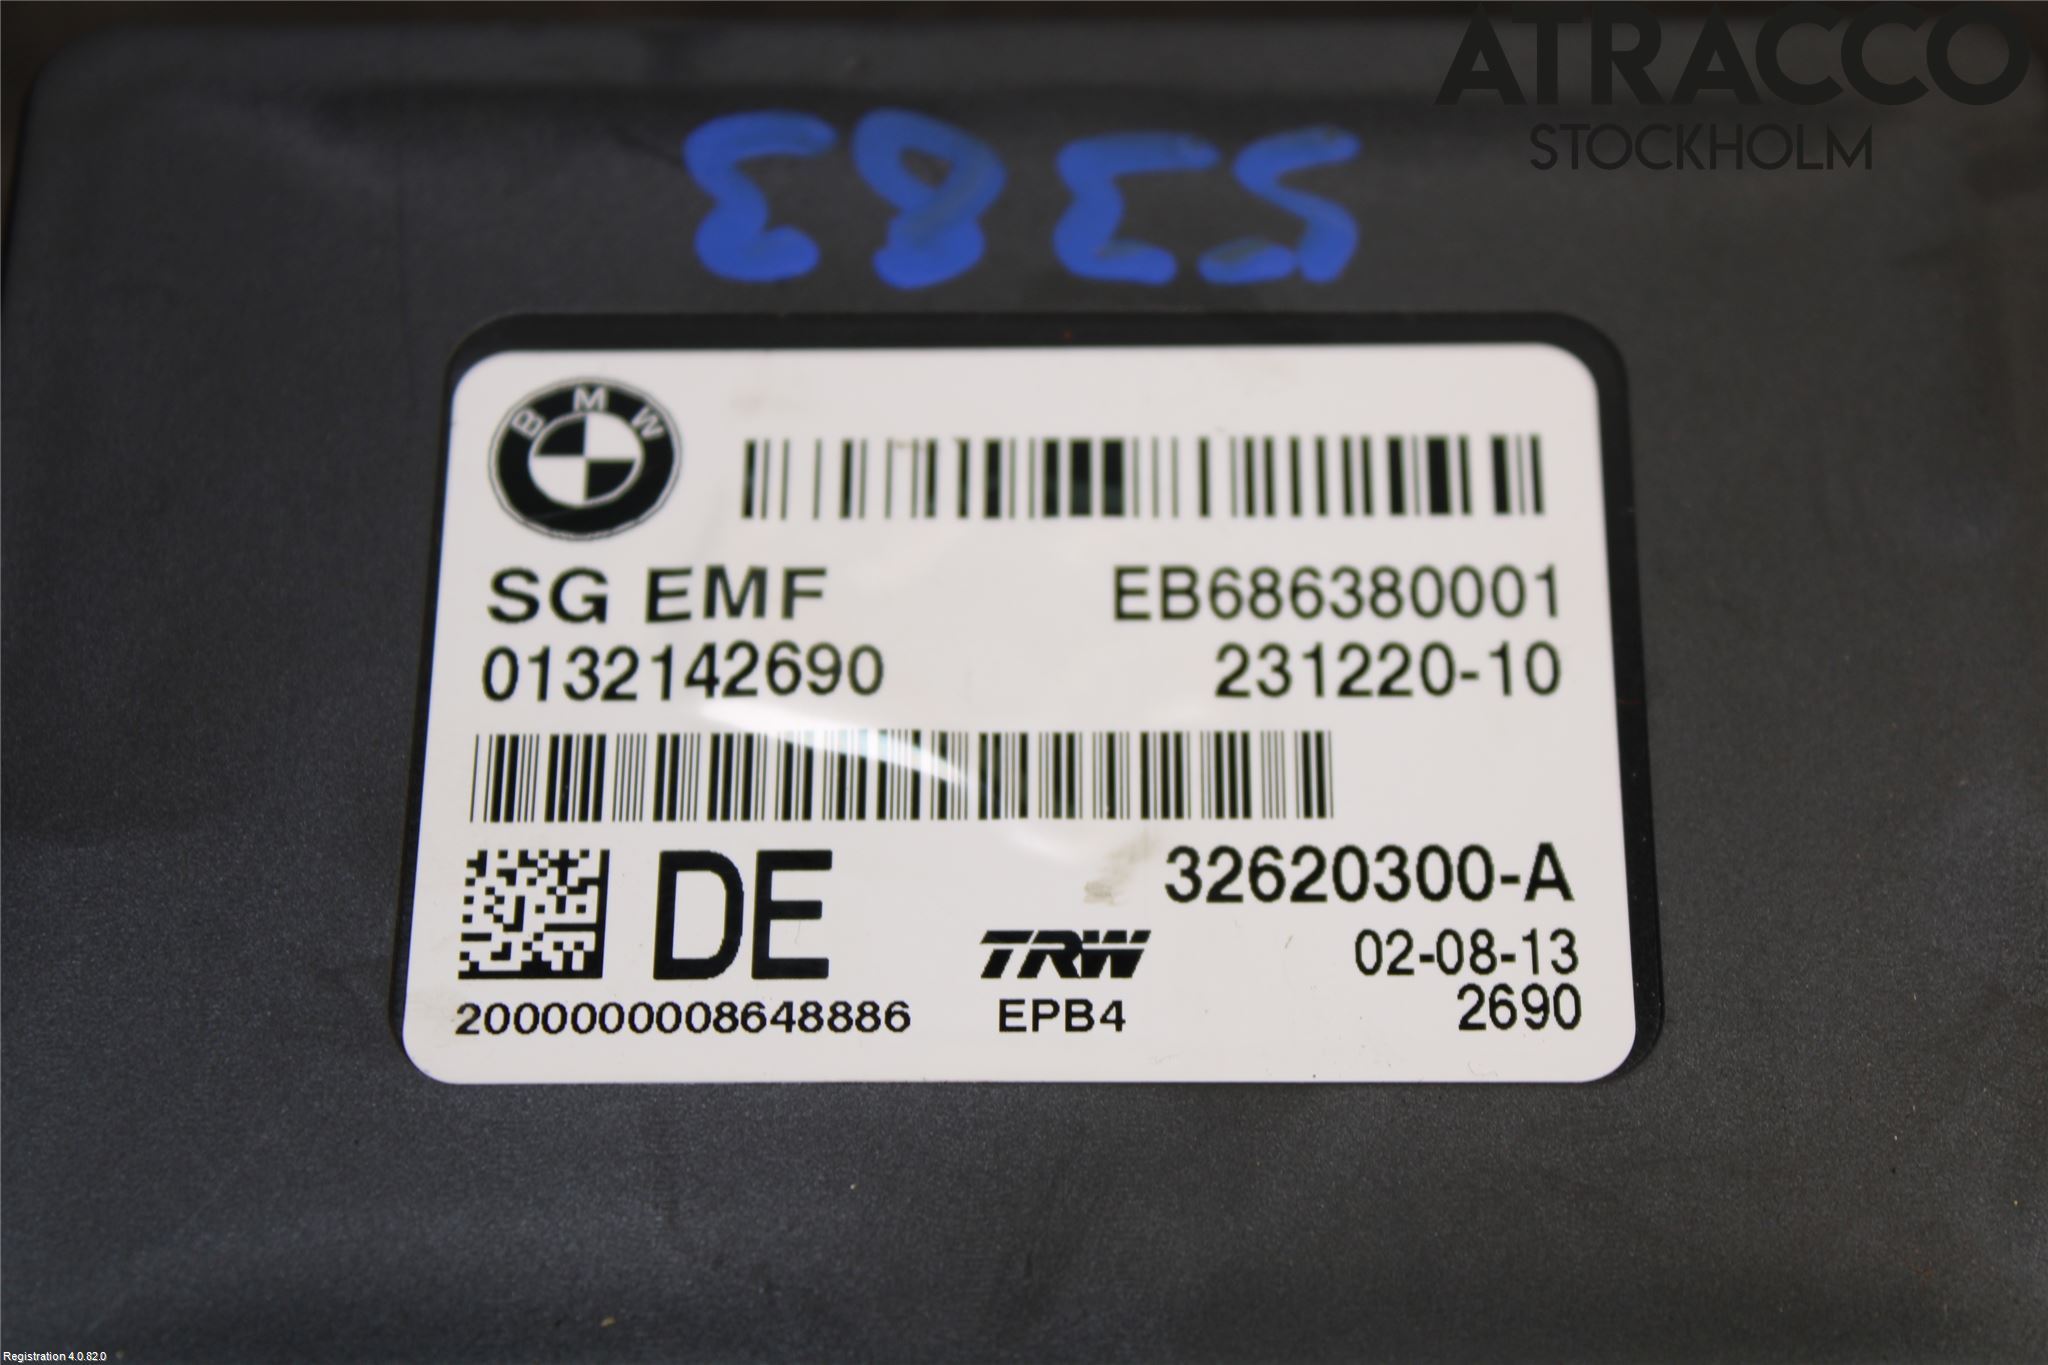 ATRACCO
STOCKHOLM
BMW
SG EMF
EB686380001
0132142690
231220-10
DE
32620300-A
TRW
02-08-13
2000000008648886
EPB4
2690
Registration 4.0.82.0